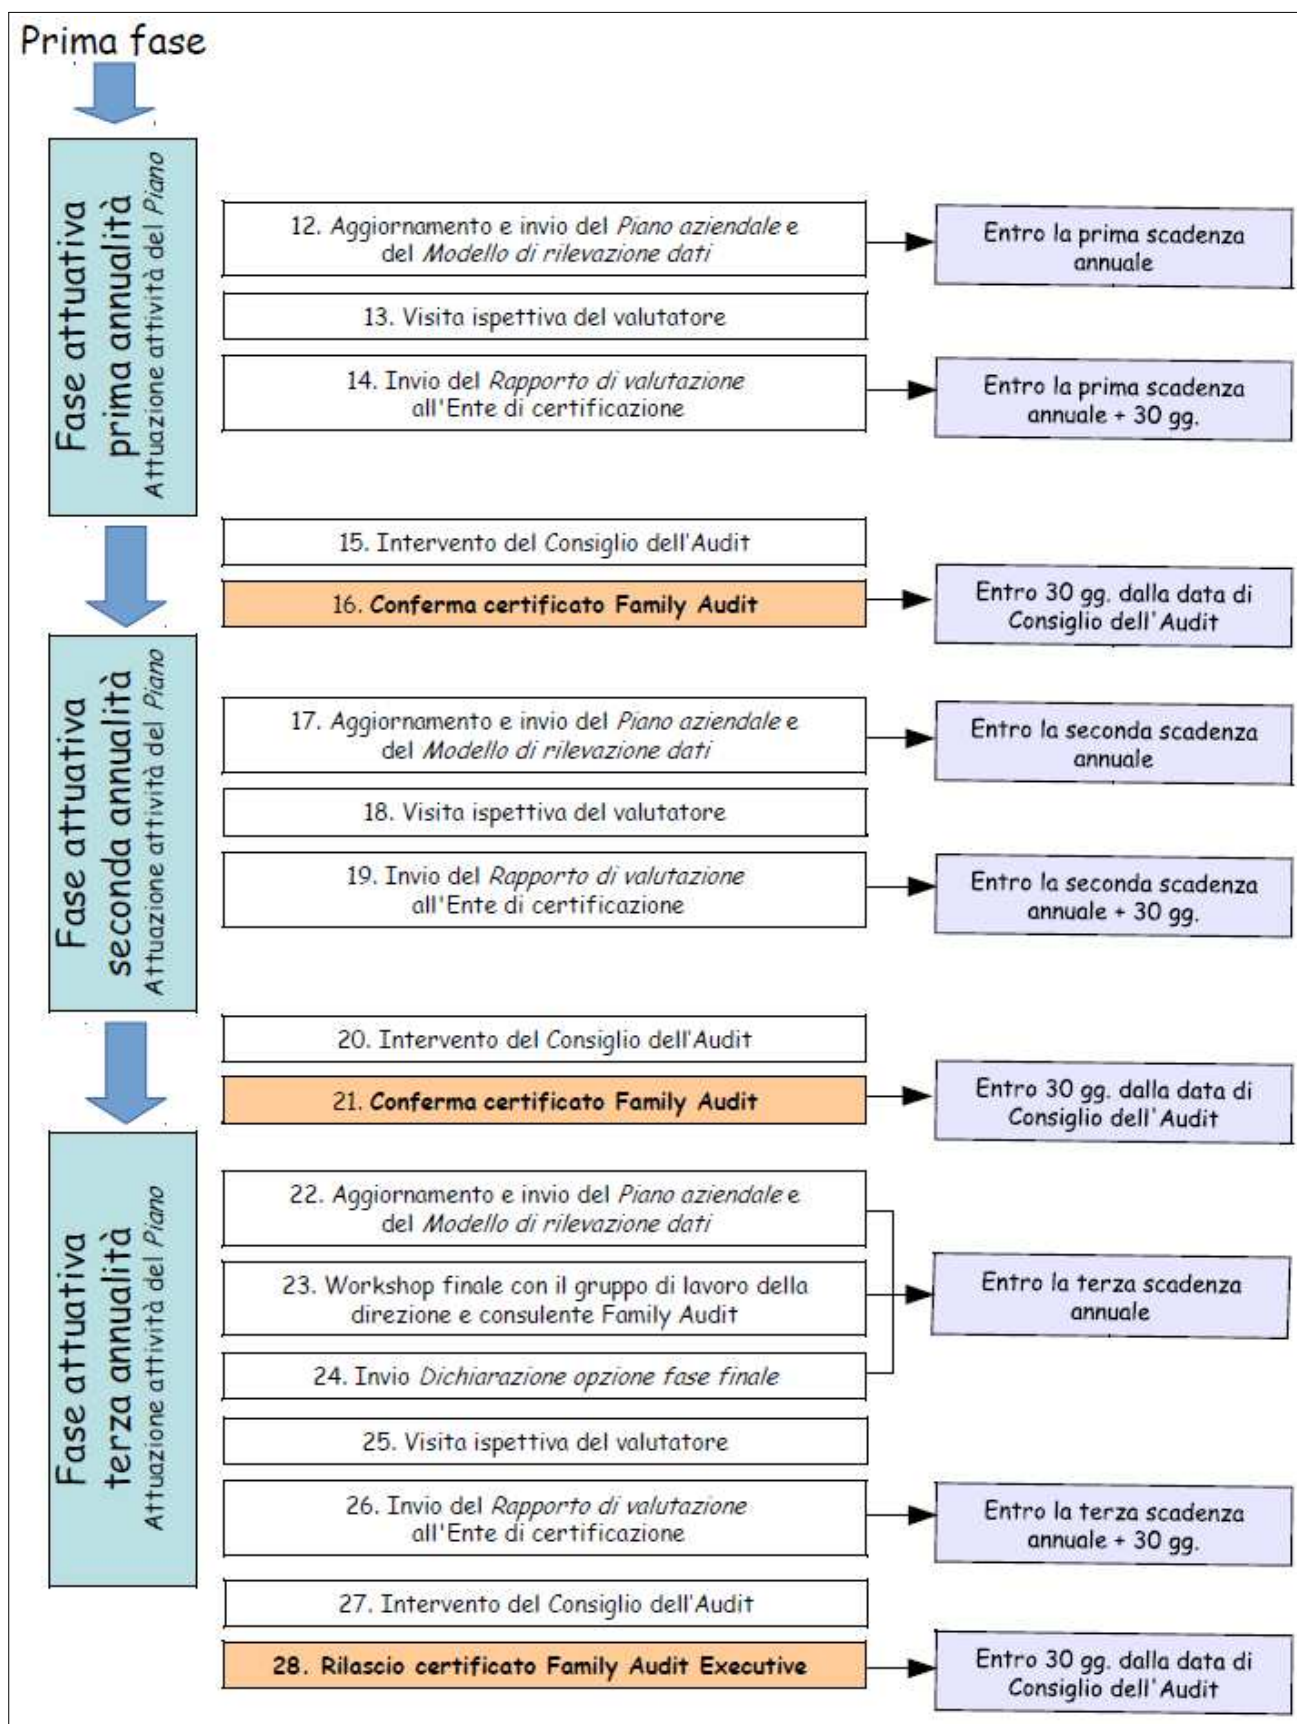 Prima fase
Fase attuativa
prima annualità
Attuazione attività del Piano
12. Aggiornamento e invio del Piano aziendale e
del Modello di rilevazione dati
Entro la prima scadenza
annuale
13. Visita ispettiva del valutatore
14. Invio del Rapporto di valutazione
all'Ente di certificazione
Entro la prima scadenza
annuale + 30 gg.
15. Intervento del Consiglio dell'Audit
16. Conferma certificato Family Audit
Entro 30 gg. dalla data di
Consiglio dell'Audit
Fase attuativa
seconda annualità
Attuazione attività del Piano
17. Aggiornamento e invio del Piano aziendale e
del Modello di rilevazione dati
Entro la seconda scadenza
annuale
18. Visita ispettiva del valutatore
19. Invio del Rapporto di valutazione
all'Ente di certificazione
Entro la seconda scadenza
annuale + 30 gg.
20. Intervento del Consiglio dell'Audit
21. Conferma certificato Family Audit
Entro 30 gg. dalla data di
Consiglio dell'Audit
Fase attuativa
terza annualità
Attuazione attività del Piano
22. Aggiornamento e invio del Piano aziendale e
del Modello di rilevazione dati
23. Workshop finale con il gruppo di lavoro della
direzione e consulente Family Audit
24. Invio Dichiarazione opzione fase finale
Entro la terza scadenza
annuale
25. Visita ispettiva del valutatore
26. Invio del Rapporto di valutazione
all'Ente di certificazione
Entro la terza scadenza
annuale + 30 gg.
27. Intervento del Consiglio dell'Audit
28. Rilascio certificato Family Audit Executive
Entro 30 gg. dalla data di
Consiglio dell'Audit